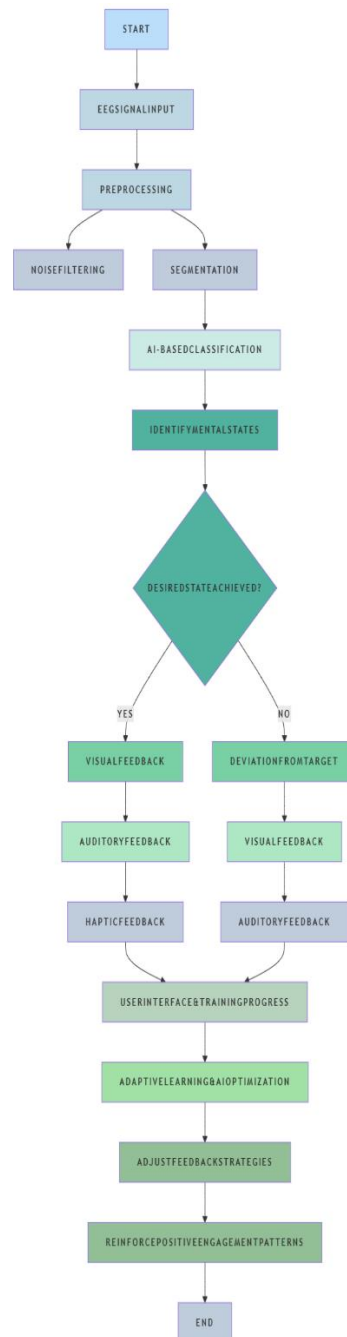 START
EEGSIGNALINPUT
PREPROCESSING
NOISEFILTERING
SEGMENTATION
AI-BASEDCLASSIFICATION
IDENTIFYMENTALSTATES
DESIREDSTATEACHIEVED?
YES
NO
VISUALFEEDBACK
DEVIATIONFROMTARGET
AUDITORYFEEDBACK
VISUALFEEDBACK
HAPTICFEEDBACK
AUDITORYFEEDBACK
USERINTERFACE&TRAININGPROGRESS
ADAPTIVELEARNING&AIOPTIMIZATION
ADJUSTFEEDBACKSTRATEGIES
REINFORCEPOSITIVEENGAGEMENTPATTERNS
END